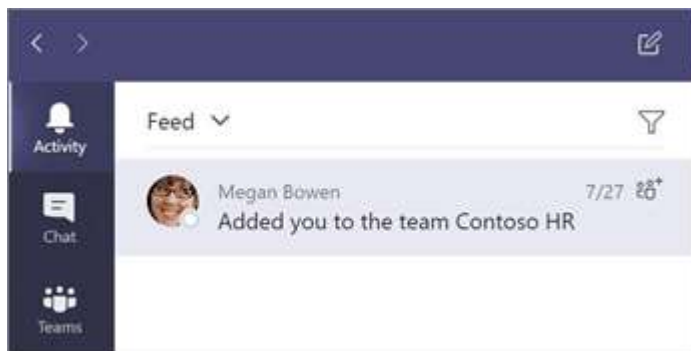 Activity
Feed
Megan Bowen 7/27
Added you to the team Contoso HR
Chat
Teams